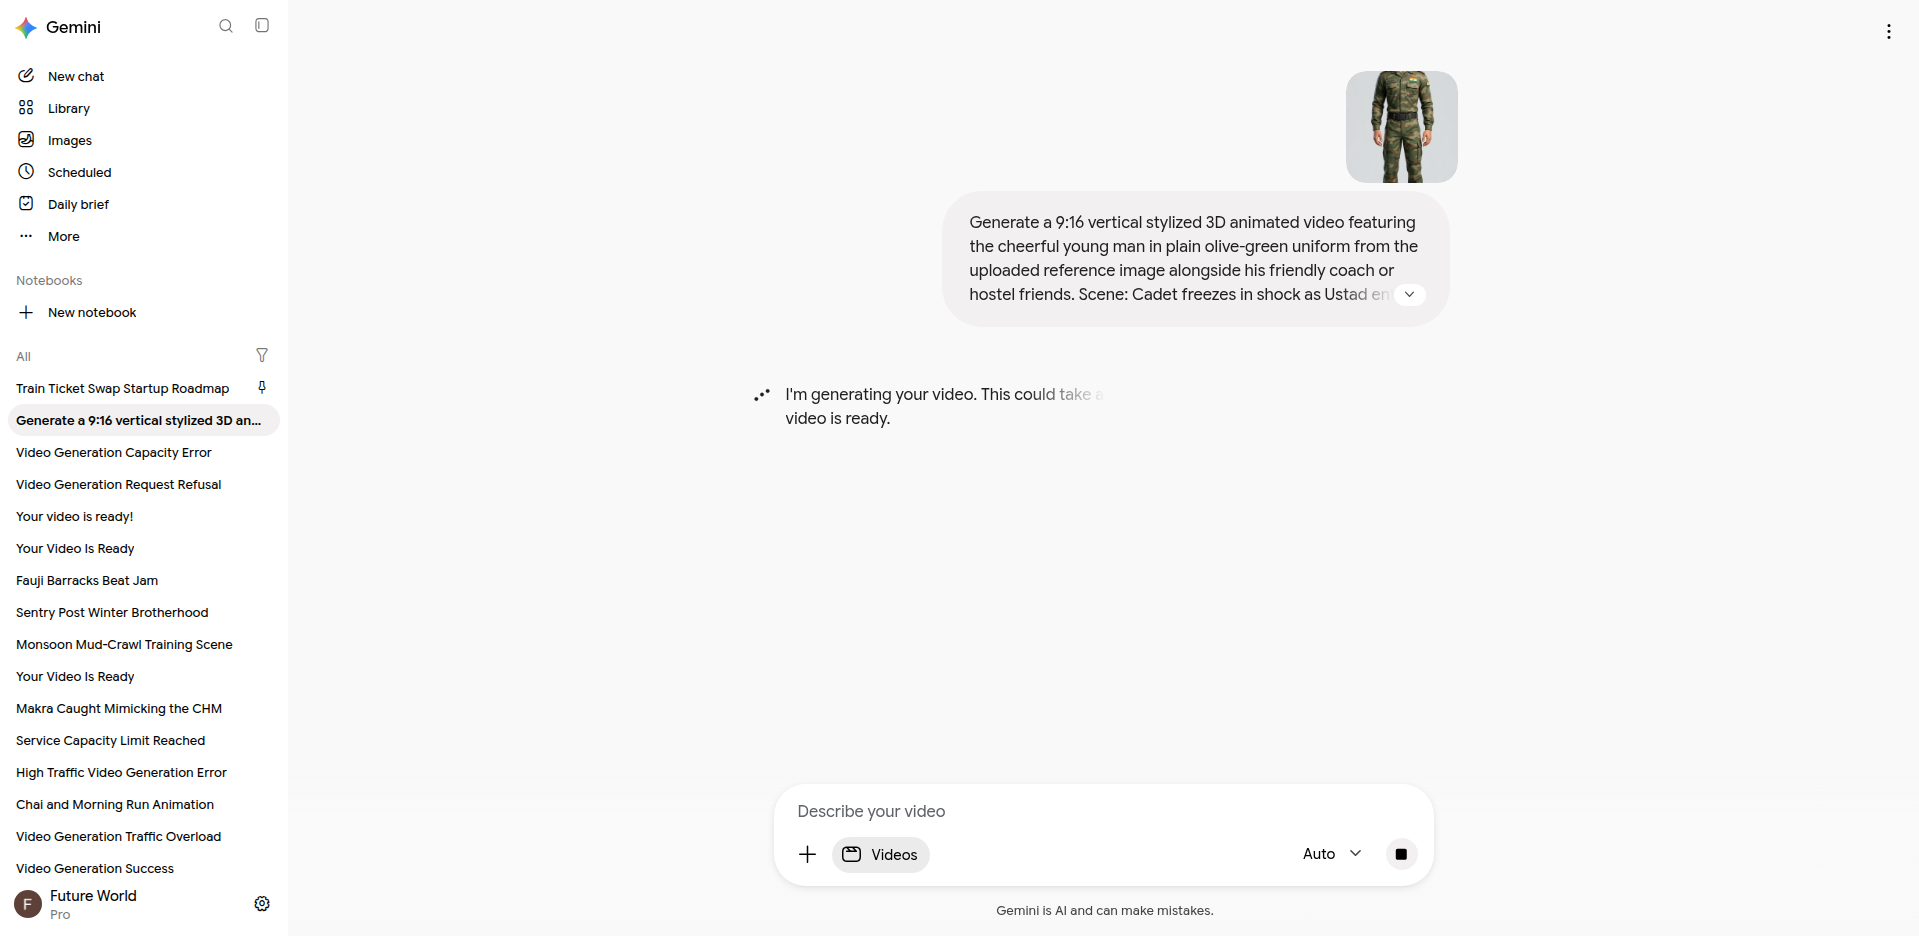 Gemini
New chat
Library
Images
Scheduled
Daily brief
More
Notebooks
New notebook
All
Train Ticket Swap Startup Roadmap
Generate a 9:16 vertical stylized 3D an...
Video Generation Capacity Error
Video Generation Request Refusal
Your video is ready!
Your Video Is Ready
Fauji Barracks Beat Jam
Sentry Post Winter Brotherhood
Monsoon Mud-Crawl Training Scene
Your Video Is Ready
Makra Caught Mimicking the CHM
Service Capacity Limit Reached
High Traffic Video Generation Error
Chai and Morning Run Animation
Video Generation Traffic Overload
Video Generation Success
F
Future World
Pro
Generate a 9:16 vertical stylized 3D animated video featuring
the cheerful young man in plain olive-green uniform from the
uploaded reference image alongside his friendly coach or
hostel friends. Scene: Cadet freezes in shock as Ustad en
I'm generating your video. This could take a
video is ready.
Describe your video
Videos
Auto
Gemini is AI and can make mistakes.